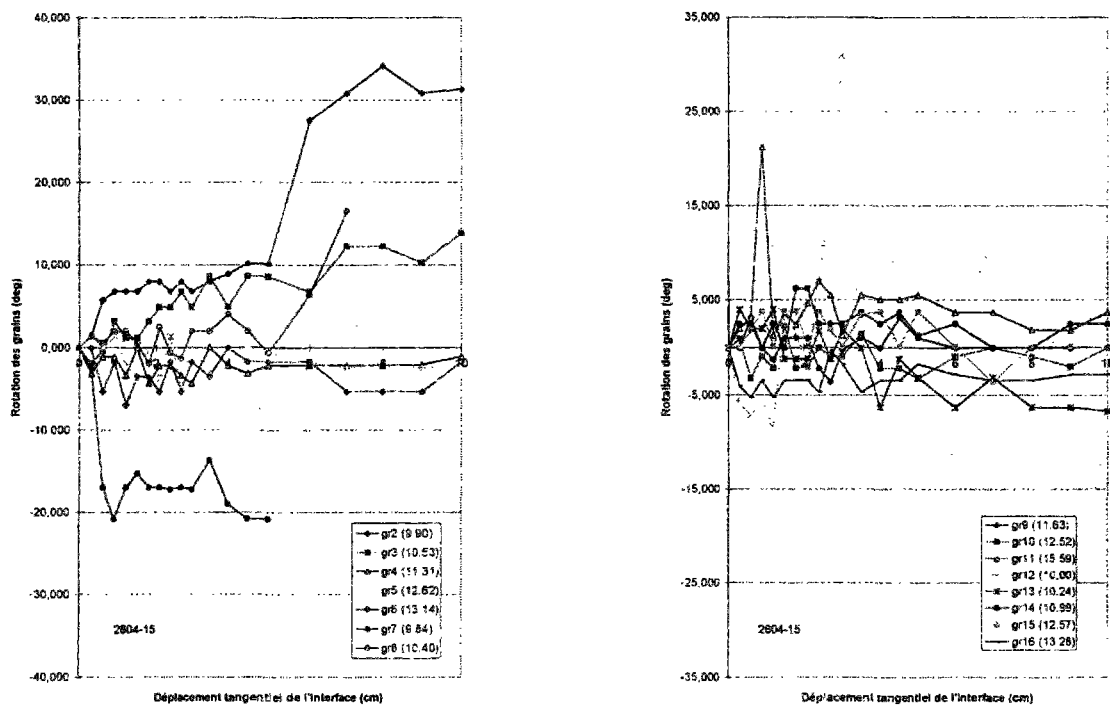 40,000
30,000
20,000
10,000
0,000
-10,000
-20,000
-30,000
-40,000
Rotation des grains (deg)
gr2 (9.90)
gr3 (10.53)
gr4 (11.31)
gr5 (12.62)
gr6 (13.14)
gr7 (9.84)
gr8 (10.40)
2604-15
Déplacement tangentiel de l'interface (cm)
35,000
25,000
15,000
5,000
-5,000
-15,000
-25,000
-35,000
Rotation des grains (deg)
gr9 (11.63)
gr10 (12.52)
gr11 (15.59)
gr12 (10.00)
gr13 (10.24)
gr14 (10.99)
gr15 (12.57)
gr16 (13.28)
2604-15
Déplacement tangentiel de l'interface (cm)